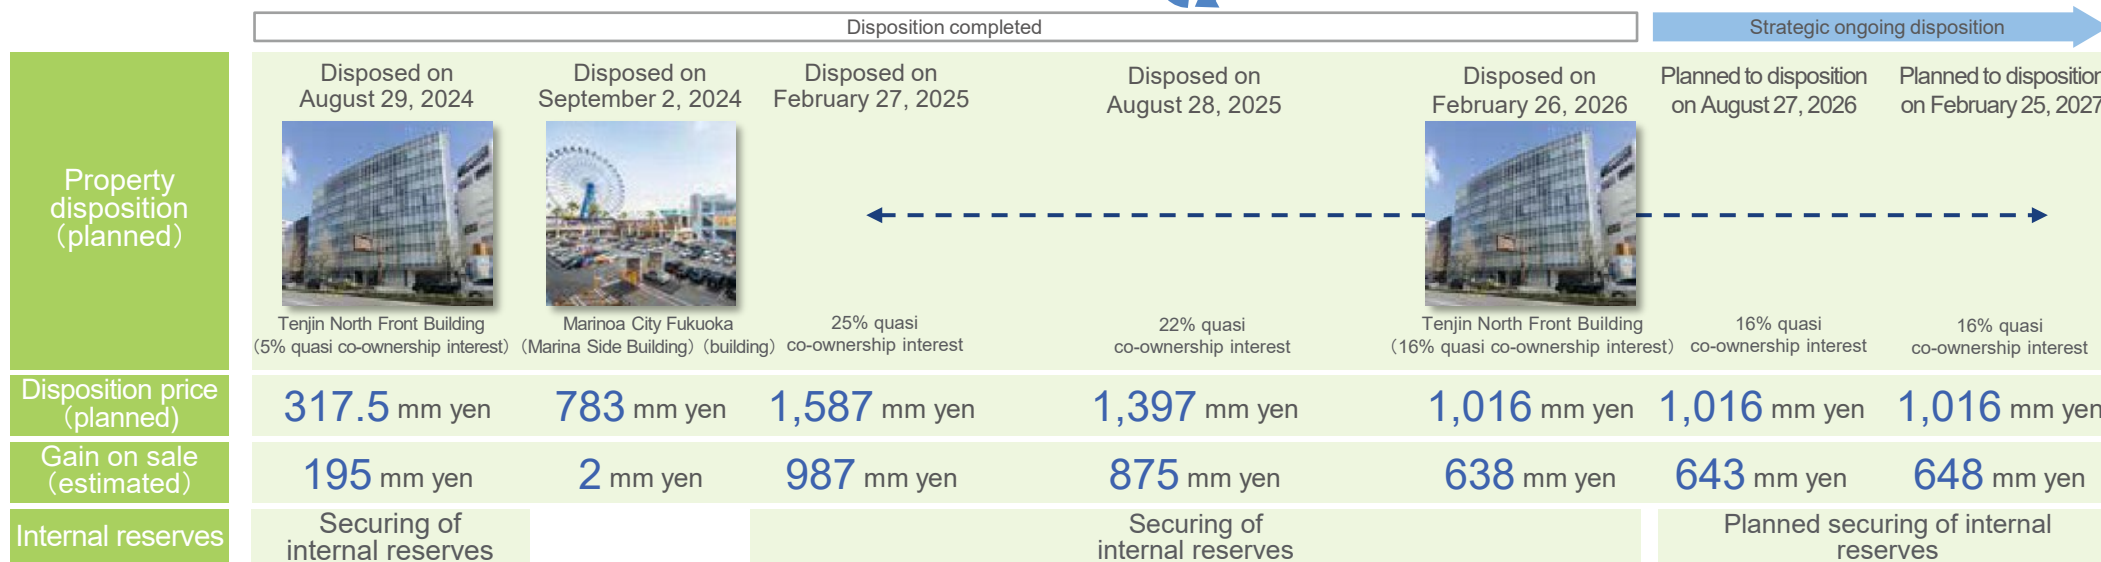 Disposition completed
Strategic ongoing disposition
Property
disposition
（planned）
Disposed on
August 29, 2024
Disposed on
September 2, 2024
Disposed on
February 27, 2025
Disposed on
August 28, 2025
Disposed on
February 26, 2026
Planned to disposition
on August 27, 2026
Planned to disposition
on February 25, 2027
Tenjin North Front Building
（5% quasi co-ownership interest）
Marinoa City Fukuoka
（Marina Side Building）（building）
25% quasi
co-ownership interest
22% quasi
co-ownership interest
Tenjin North Front Building
（16% quasi co-ownership interest）
16% quasi
co-ownership interest
16% quasi
co-ownership interest
Disposition price
（planned)
317.5 mm yen
783 mm yen
1,587 mm yen
1,397 mm yen
1,016 mm yen
1,016 mm yen
1,016 mm yen
Gain on sale
（estimated）
195 mm yen
2 mm yen
987 mm yen
875 mm yen
638 mm yen
643 mm yen
648 mm yen
Internal reserves
Securing of
internal reserves
Securing of
internal reserves
Planned securing of internal
reserves